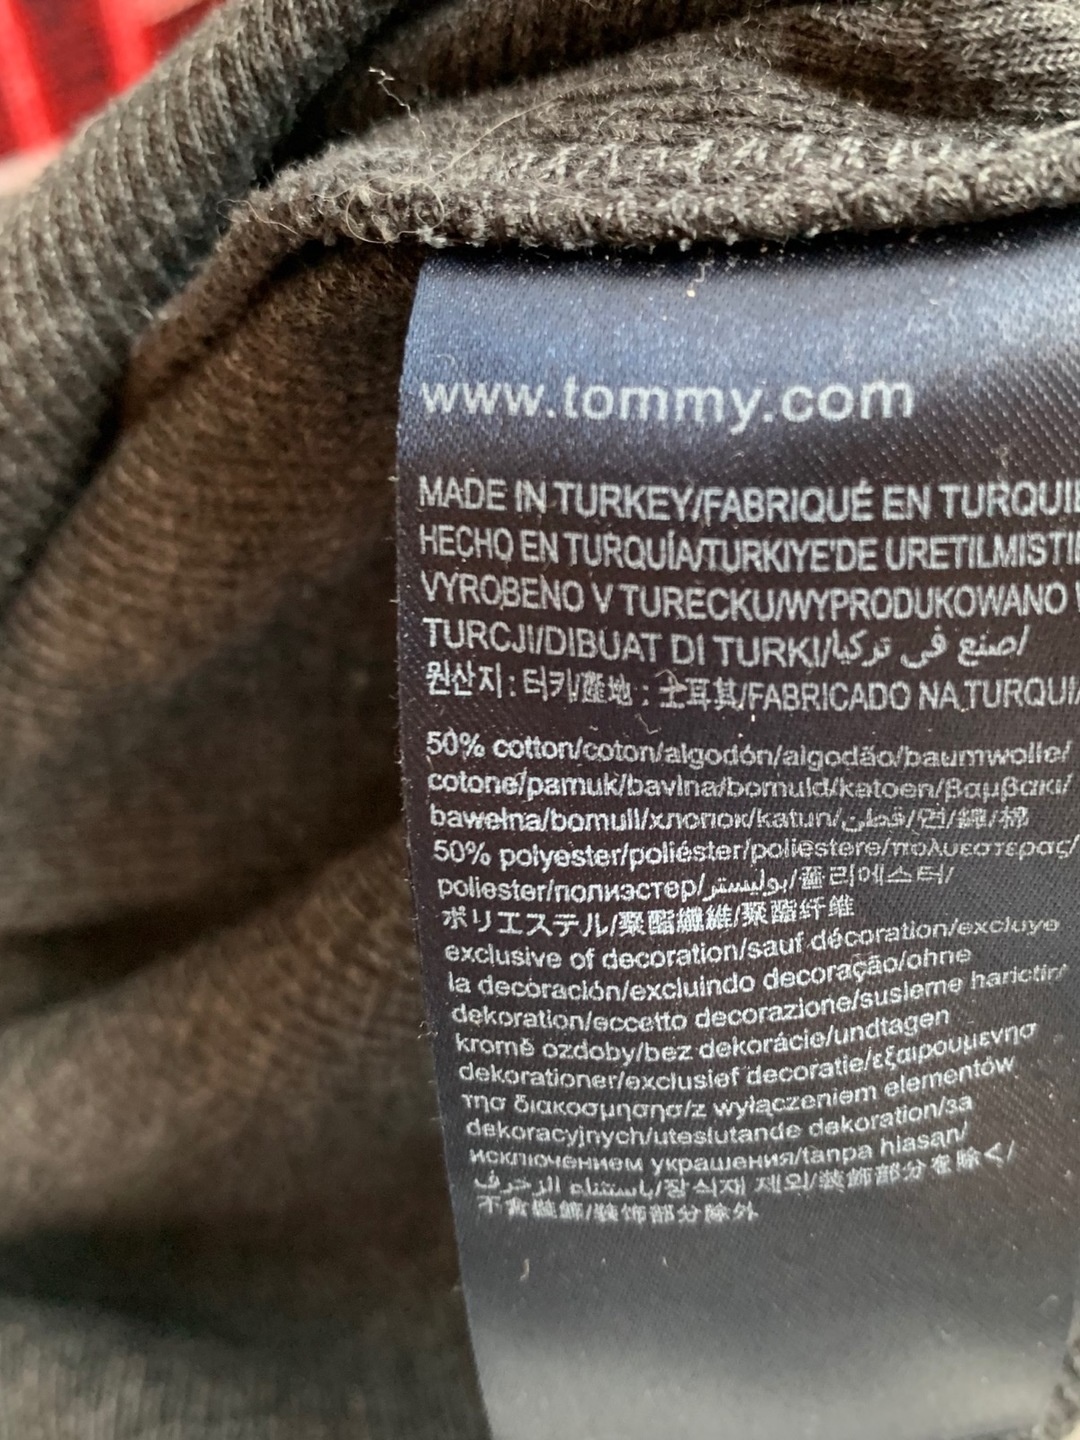 www.tommy.com
MADE IN TURKEY/FABRIQUÉ EN TURQUIE
HECHO EN TURQUÍA/TURKIYE'DE URETILMISTIR
VYROBENO V TURECKU/WYPRODUKOWANO
TURCJI/DIBUAT DI TURKI/صنع في تركيا/
원산지 : 터키/產地 : 土耳其/FABRICADO NA TURQUIA
50% cotton/coton/algodón/algodão/baumwolle/
cotone/pamuk/bavlna/bomuld/katoen/βαμβακι/
bawełna/bomull/хлопок/katun/قطن/면/綿/棉
50% polyester/poliéster/poliestere/πολυεστερας/
poliester/полиэстер/بوليستر/폴리에스터/
ポリエステル/聚酯纖維/聚酯纤维
exclusive of decoration/sauf décoration/excluye
la decoración/excluindo decoração/ohne
dekoration/eccetto decorazione/susleme harictir/
kromě ozdoby/bez dekorácie/undtagen
dekorationer/exclusief decoratie/εξαιρουμενησ
τησ διακοσμησησ/z wyłączeniem elementów
dekoracyjnych/uteslutande dekoration/за
исключением украшения/tanpa hiasan/
باستثناء الزخرف/장식재 제외/装飾部分を除く/
不含裝飾/装饰部分除外